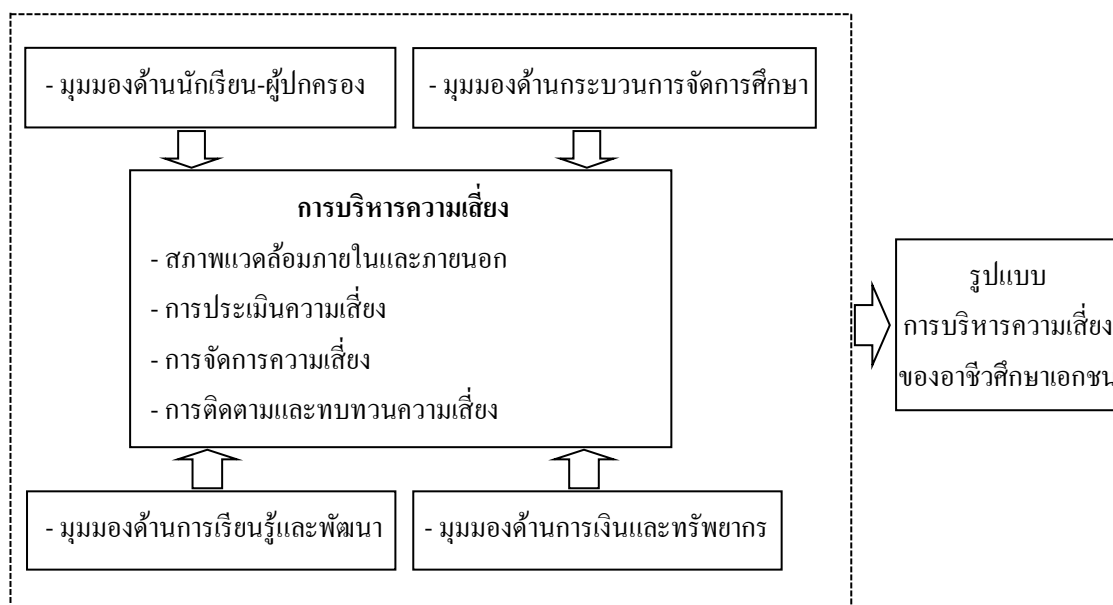 - มุมมองด้านนักเรียน-ผู้ปกครอง
- มุมมองด้านกระบวนการจัดการศึกษา
การบริหารความเสี่ยง
- สภาพแวดล้อมภายในและภายนอก
- การประเมินความเสี่ยง
- การจัดการความเสี่ยง
- การติดตามและทบทวนความเสี่ยง
- มุมมองด้านการเรียนรู้และพัฒนา
- มุมมองด้านการเงินและทรัพยากร
รูปแบบ
การบริหารความเสี่ยง
ของอาชีวศึกษาเอกชน